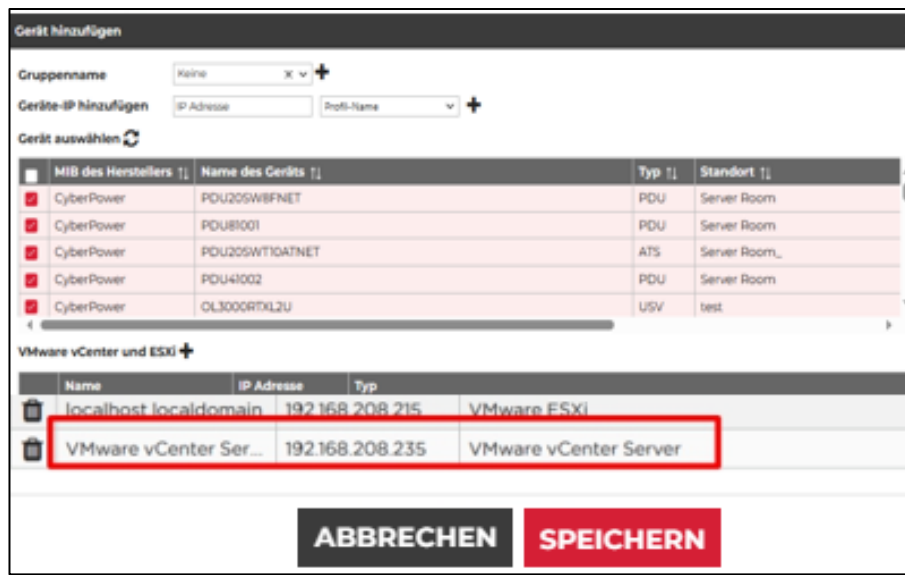 Gerät hinzufügen
Gruppenname Keine X
Geräte-IP hinzufügen IP Adresse Profil-Name
Gerät auswählen
MIB des Herstellers Name des Geräts Typ Standort
CyberPower PDU20SW8FNET PDU Server Room
CyberPower PDU81001 PDU Server Room
CyberPower PDU20SWT10ATNET ATS Server Room_
CyberPower PDU41002 PDU Server Room
CyberPower OL3000RTXL2U USV test
VMware vCenter und ESXi
Name IP Adresse Typ
localhost.localdomain 192.168.208.215 VMware ESXi
VMware vCenter Ser... 192.168.208.235 VMware vCenter Server
ABBRECHEN SPEICHERN